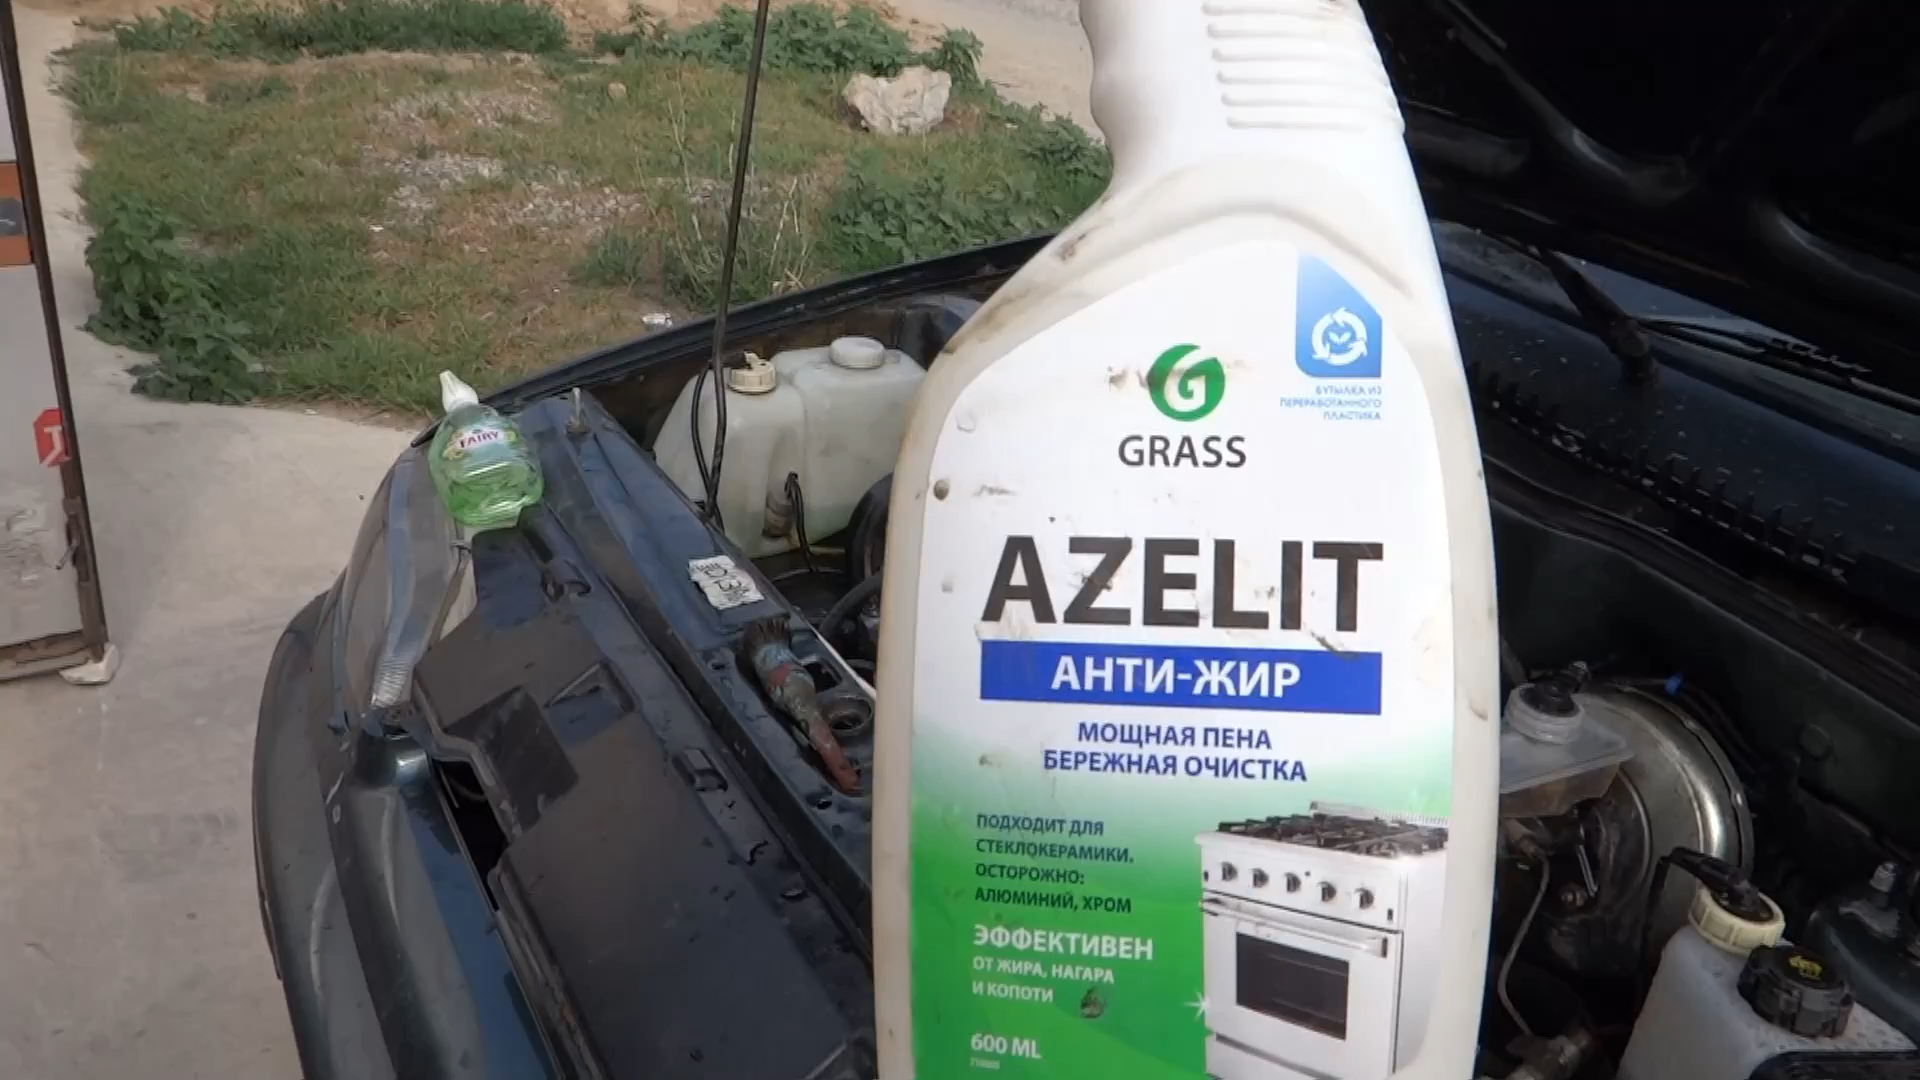 FAIRY
БУТЫЛКА ИЗ
ПЕРЕРАБОТАННОГО
ПЛАСТИКА
GRASS
AZELIT
АНТИ-ЖИР
МОЩНАЯ ПЕНА
БЕРЕЖНАЯ ОЧИСТКА
ПОДХОДИТ ДЛЯ
СТЕКЛОКЕРАМИКИ.
ОСТОРОЖНО:
АЛЮМИНИЙ, ХРОМ
ЭФФЕКТИВЕН
ОТ ЖИРА, НАГАРА
И КОПОТИ
600 ML